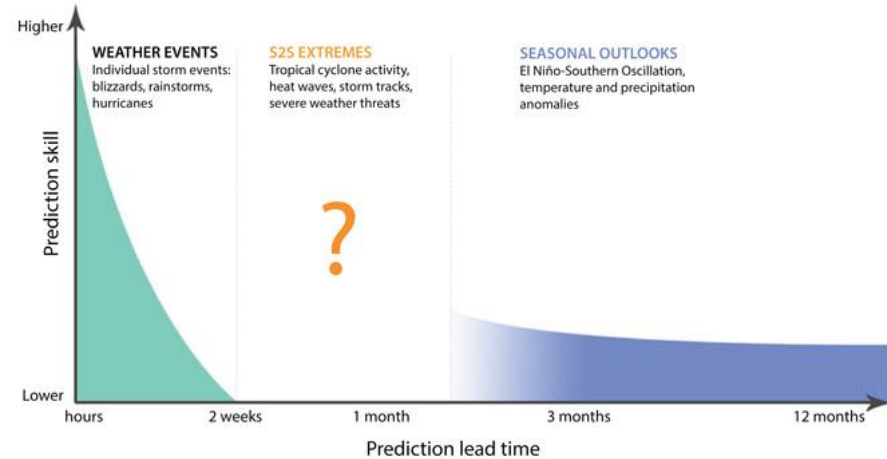 Higher
WEATHER EVENTS
Individual storm events:
blizzards, rainstorms,
hurricanes
S2S EXTREMES
Tropical cyclone activity,
heat waves, storm tracks,
severe weather threats
SEASONAL OUTLOOKS
El Niño-Southern Oscillation,
temperature and precipitation
anomalies
Prediction skill
?
Lower
hours
2 weeks
1 month
3 months
12 months
Prediction lead time